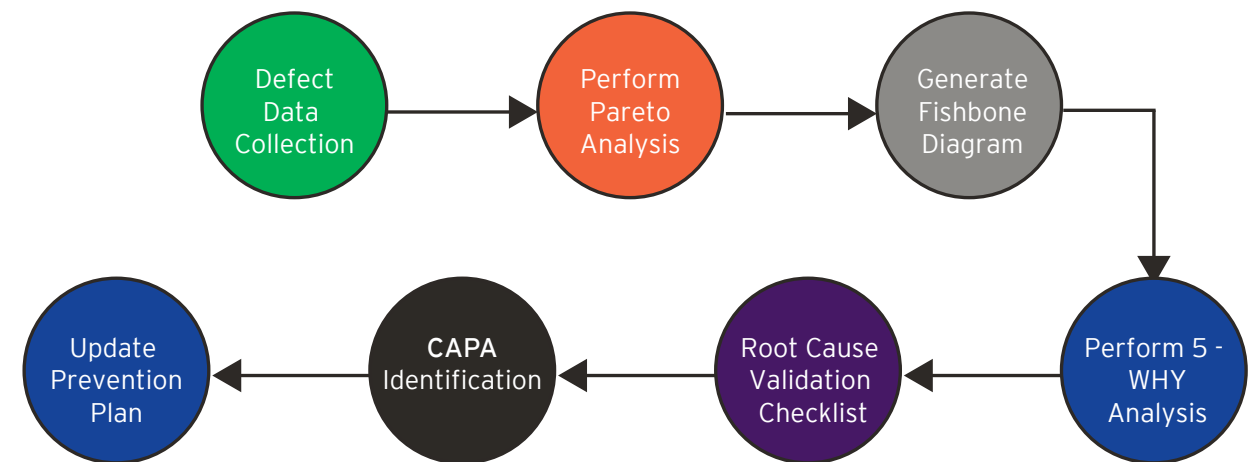 Defect
Data
Collection
Perform
Pareto
Analysis
Generate
Fishbone
Diagram
Perform 5 -
WHY
Analysis
Root Cause
Validation
Checklist
CAPA
Identification
Update
Prevention
Plan